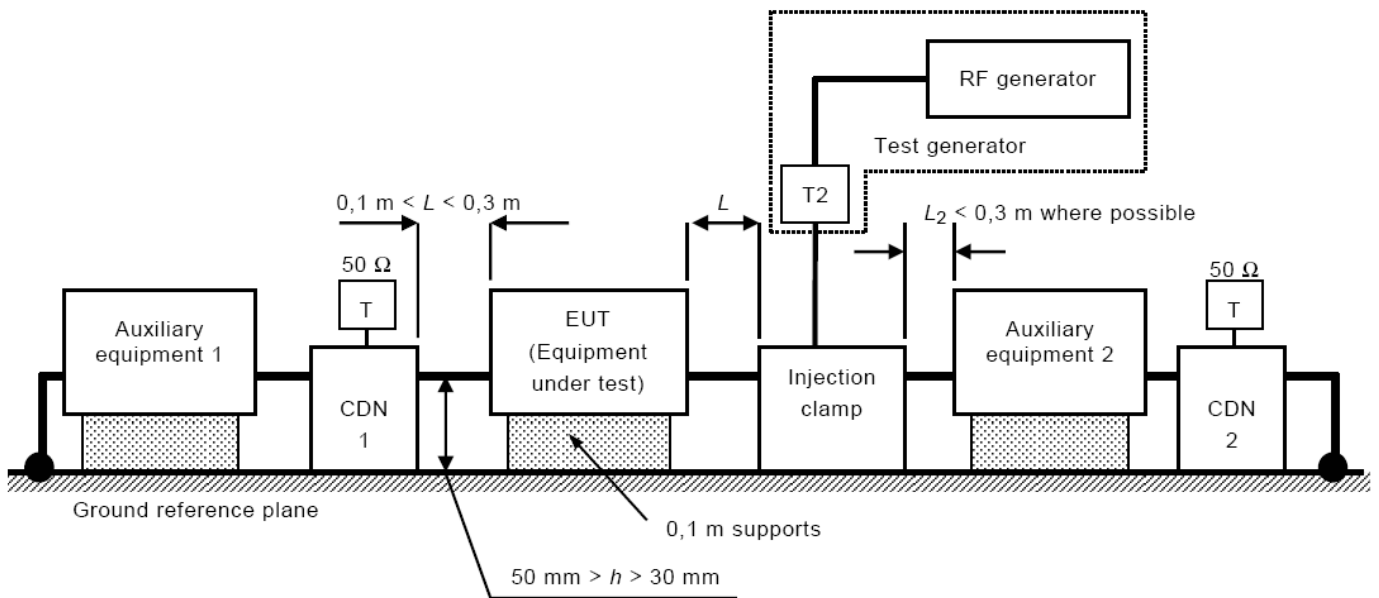 RF generator
Test generator
T2
0,1 m < L < 0,3 m
L
L2 < 0,3 m where possible
50 Ω
T
50 Ω
T
Auxiliary
equipment 1
EUT
(Equipment
under test)
Injection
clamp
Auxiliary
equipment 2
CDN
1
CDN
2
Ground reference plane
0,1 m supports
50 mm > h > 30 mm